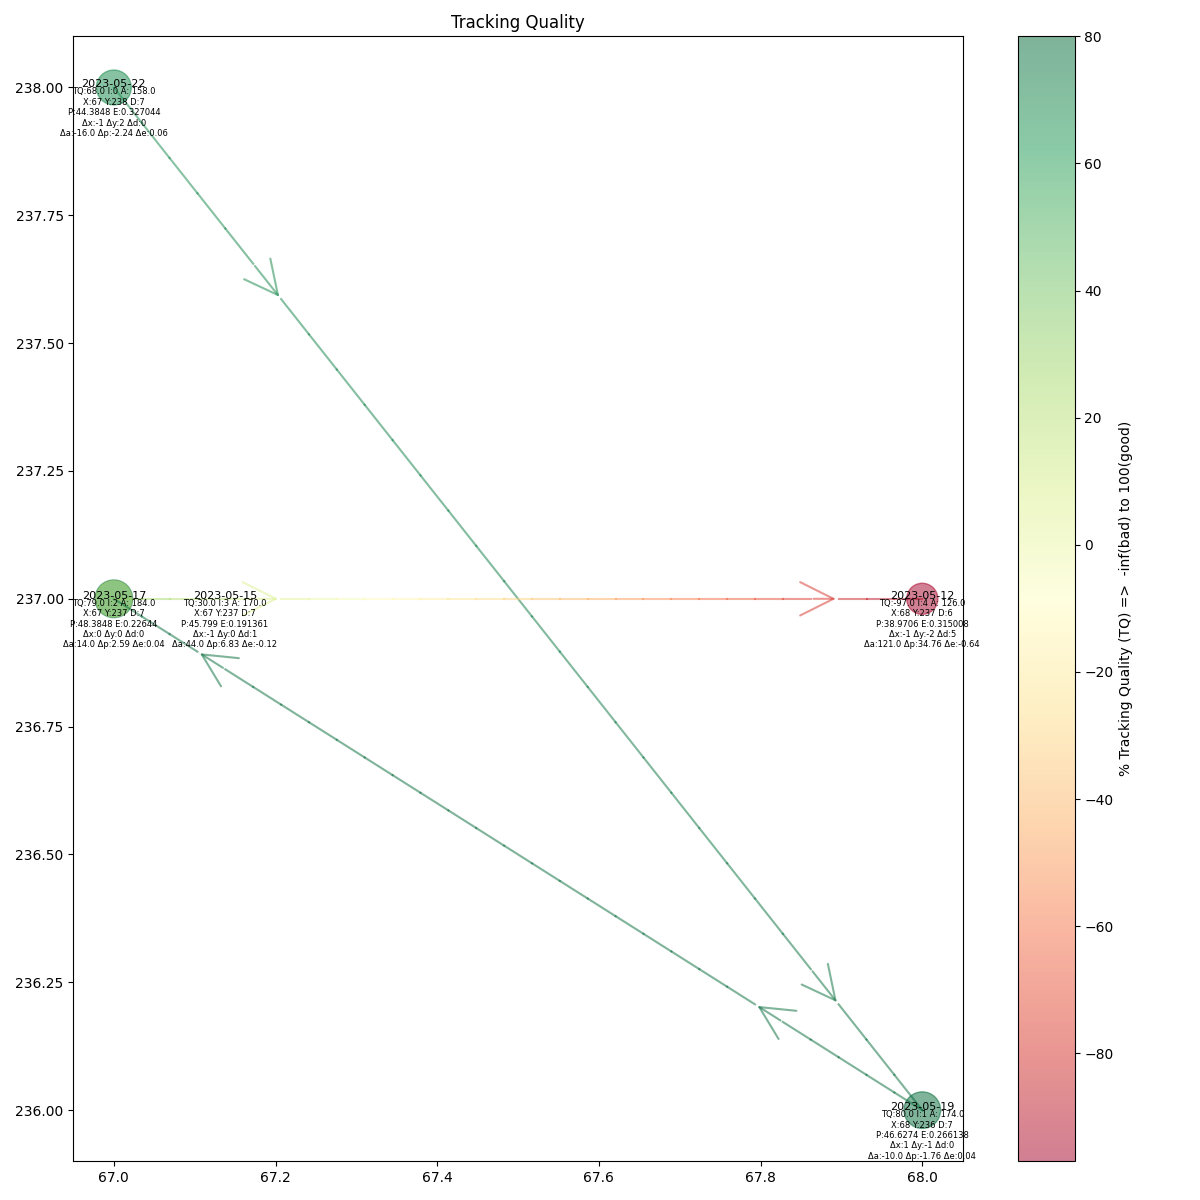 Tracking Quality
2023-05-22
TQ:68.0 I:0 A: 158.0
X:67 Y:238 D:7
P:44.3848 E:0.327044
Δx:-1 Δy:2 Δd:0
Δa:-16.0 Δp:-2.24 Δe:0.06
2023-05-17
TQ:79.0 I:2 A: 184.0
X:67 Y:237 D:7
P:48.3848 E:0.22644
Δx:0 Δy:0 Δd:0
Δa:14.0 Δp:2.59 Δe:0.04
2023-05-15
TQ:30.0 I:3 A: 170.0
X:67 Y:237 D:7
P:45.799 E:0.191361
Δx:-1 Δy:0 Δd:1
Δa:44.0 Δp:6.83 Δe:-0.12
2023-05-12
TQ:-97.0 I:4 A: 126.0
X:68 Y:237 D:6
P:38.9706 E:0.315008
Δx:-1 Δy:-2 Δd:5
Δa:121.0 Δp:34.76 Δe:-0.64
2023-05-19
TQ:80.0 I:1 A: 174.0
X:68 Y:236 D:7
P:46.6274 E:0.266138
Δx:1 Δy:-1 Δd:0
Δa:-10.0 Δp:-1.76 Δe:0.04
238.00
237.75
237.50
237.25
237.00
236.75
236.50
236.25
236.00
67.0
67.2
67.4
67.6
67.8
68.0
80
60
40
20
0
−20
−40
−60
−80
% Tracking Quality (TQ) => -inf(bad) to 100(good)